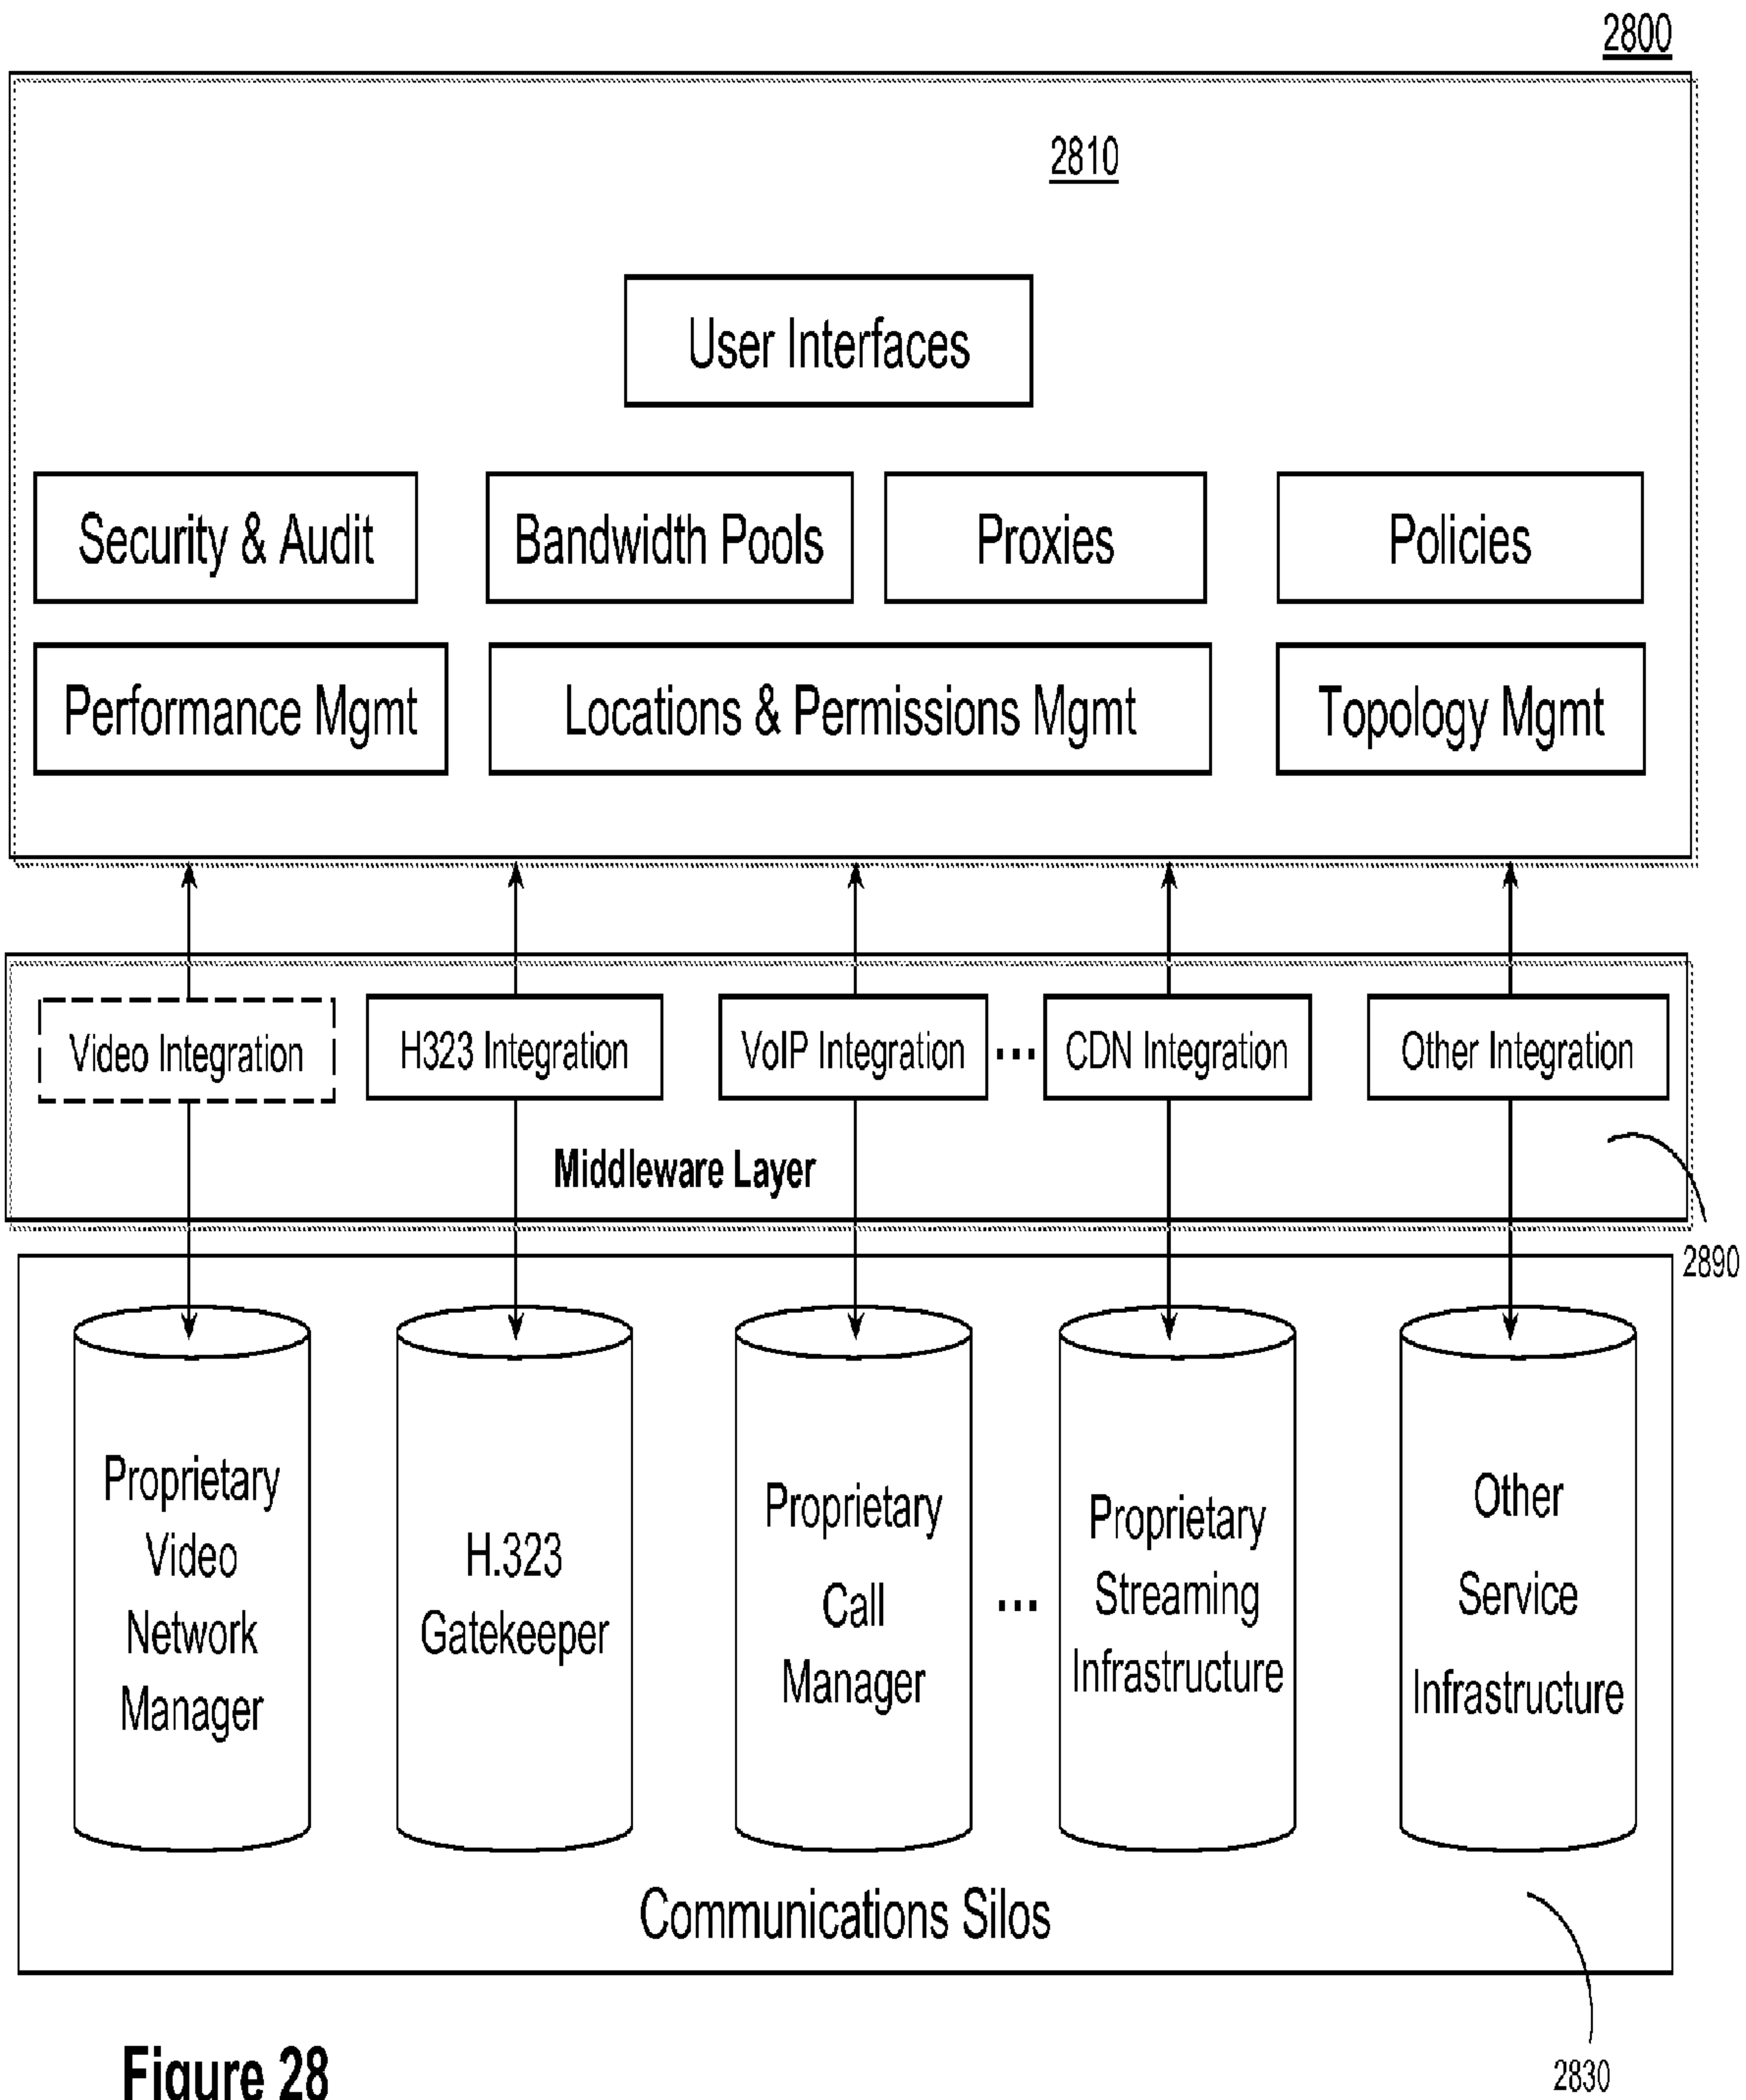 2800
2810
User Interfaces
Security & Audit
Bandwidth Pools
Proxies
Policies
Performance Mgmt
Locations & Permissions Mgmt
Topology Mgmt
Video Integration
H323 Integration
VoIP Integration
...
CDN Integration
Other Integration
Middleware Layer
2890
Proprietary
Video
Network
Manager
H.323
Gatekeeper
Proprietary
Call
Manager
...
Proprietary
Streaming
Infrastructure
Other
Service
Infrastructure
Communications Silos
2830
Figure 28